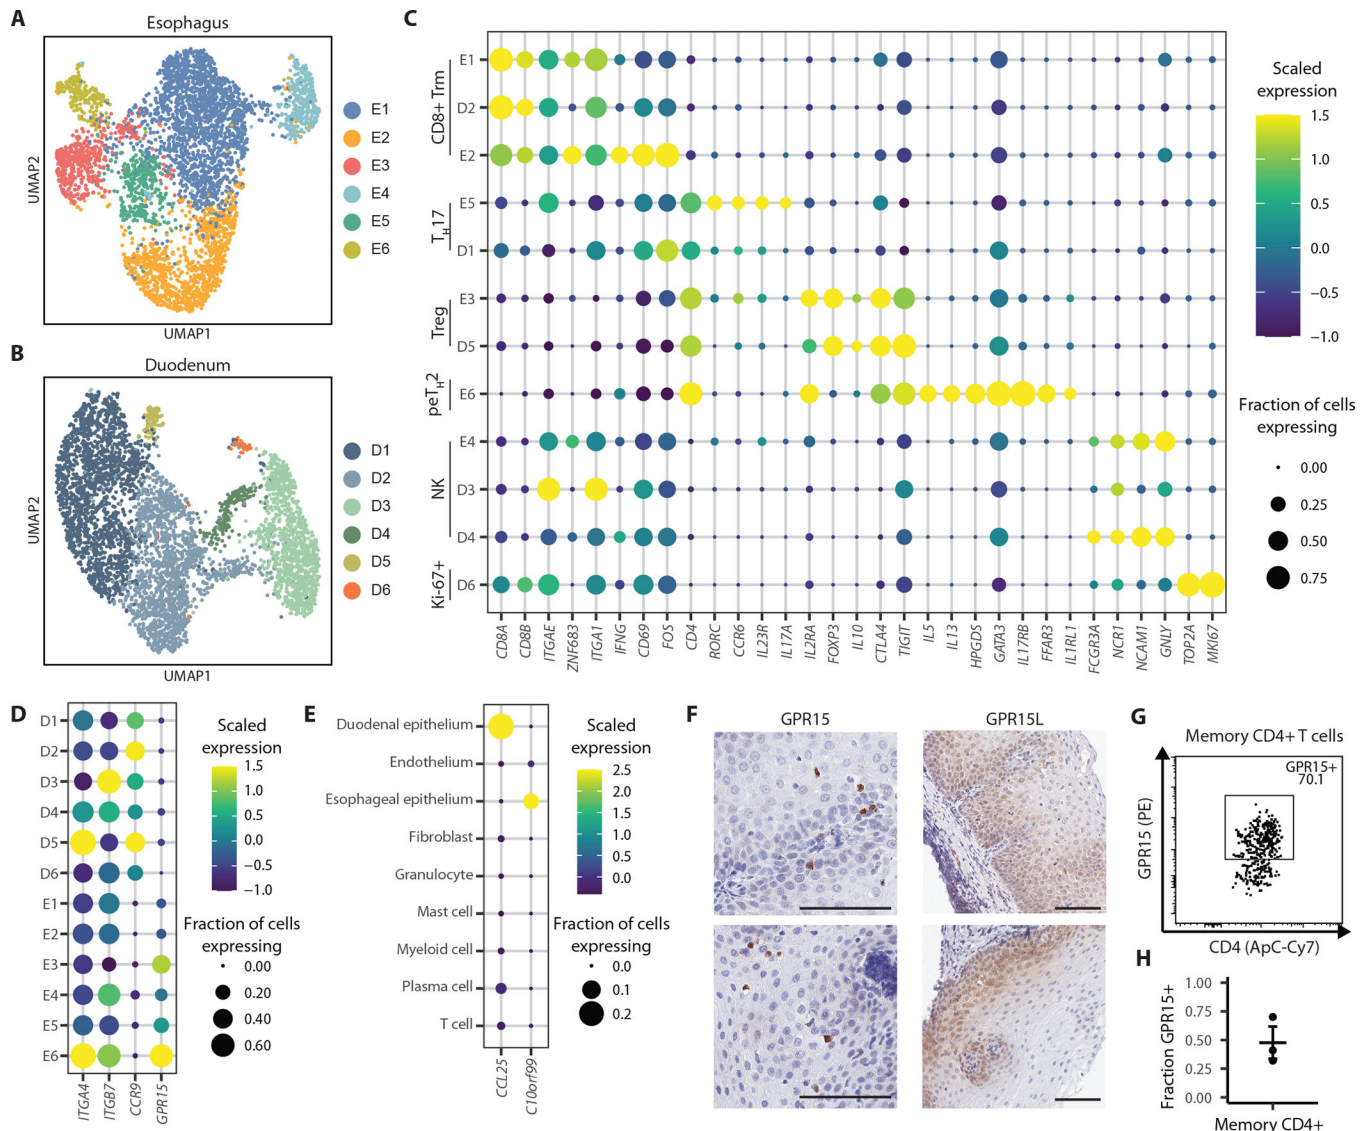 A
Esophagus
UMAP2
UMAP1
E1
E2
E3
E4
E5
E6
B
Duodenum
UMAP2
UMAP1
D1
D2
D3
D4
D5
D6
C
CD8+ Trm
E1
D2
E2
TH17
E5
D1
Treg
E3
D5
peTH2
E6
NK
E4
D3
D4
Ki-67+
D6
CD8A
CD8B
ITGAE
ZNF683
ITGA1
IFNG
CD69
FOS
CD4
RORC
CCR6
IL23R
IL17A
IL2RA
FOXP3
IL10
CTLA4
TIGIT
IL5
IL13
HPGDS
GATA3
IL17RB
FFAR3
IL1RL1
FCGR3A
NCR1
NCAM1
GNLY
TOP2A
MKI67
Scaled
expression
1.5
1.0
0.5
0.0
−0.5
−1.0
Fraction of cells
expressing
0.00
0.25
0.50
0.75
D
D1
D2
D3
D4
D5
D6
E1
E2
E3
E4
E5
E6
ITGA4
ITGB7
CCR9
GPR15
Scaled
expression
1.5
1.0
0.5
0.0
−0.5
−1.0
Fraction of cells
expressing
0.00
0.20
0.40
0.60
E
Duodenal epithelium
Endothelium
Esophageal epithelium
Fibroblast
Granulocyte
Mast cell
Myeloid cell
Plasma cell
T cell
CCL25
C10orf99
Scaled
expression
2.5
2.0
1.5
1.0
0.5
0.0
Fraction of cells
expressing
0.0
0.1
0.2
F
GPR15
GPR15L
G
Memory CD4+ T cells
GPR15+
70.1
GPR15 (PE)
CD4 (ApC-Cy7)
H
Fraction GPR15+
1.00
0.75
0.50
0.25
0.00
Memory CD4+